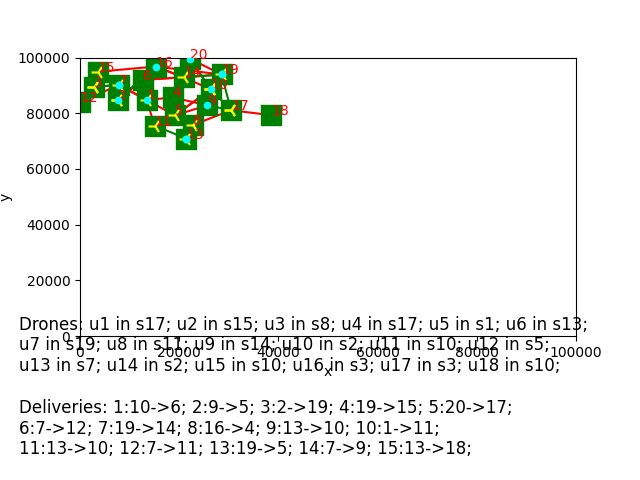 100000
80000
60000
40000
20000
0
y
0 20000 40000 60000 80000 100000
x
20
16
19
15
17
18
Drones: u1 in s17; u2 in s15; u3 in s8; u4 in s17; u5 in s1; u6 in s13;
u7 in s19; u8 in s11; u9 in s14; u10 in s2; u11 in s10; u12 in s5;
u13 in s7; u14 in s2; u15 in s10; u16 in s3; u17 in s3; u18 in s10;
Deliveries: 1:10->6; 2:9->5; 3:2->19; 4:19->15; 5:20->17;
6:7->12; 7:19->14; 8:16->4; 9:13->10; 10:1->11;
11:13->10; 12:7->11; 13:19->5; 14:7->9; 15:13->18;